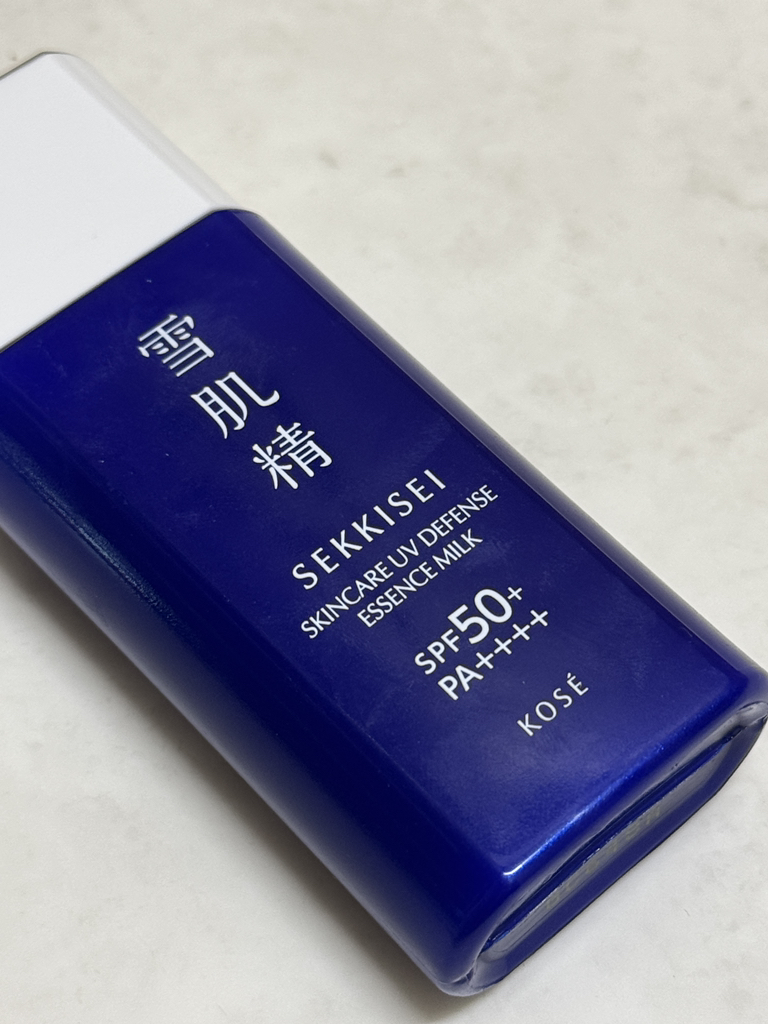 雪肌精
SEKKISEI
SKINCARE UV DEFENSE
ESSENCE MILK
SPF50+
PA++++
KOSÉ